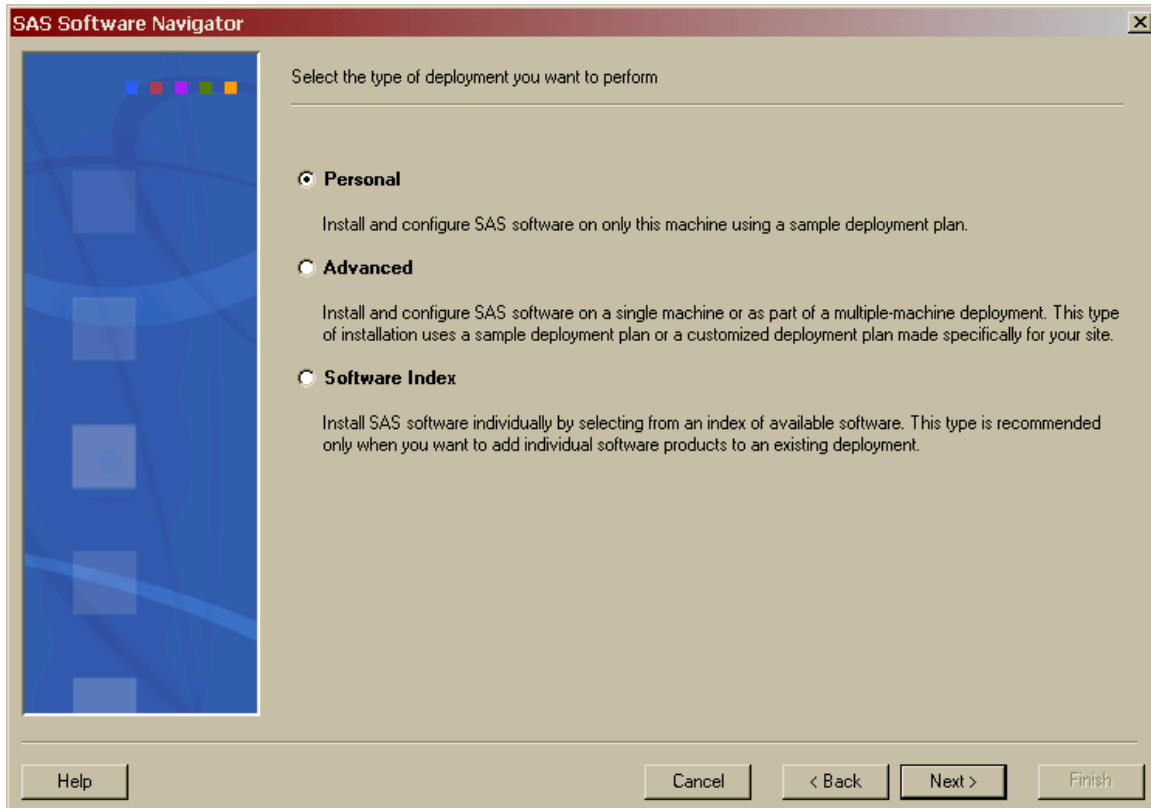 SAS Software Navigator
Select the type of deployment you want to perform
Personal
Install and configure SAS software on only this machine using a sample deployment plan.
Advanced
Install and configure SAS software on a single machine or as part of a multiple-machine deployment. This type
of installation uses a sample deployment plan or a customized deployment plan made specifically for your site.
Software Index
Install SAS software individually by selecting from an index of available software. This type is recommended
only when you want to add individual software products to an existing deployment.
Help
Cancel
< Back
Next >
Finish